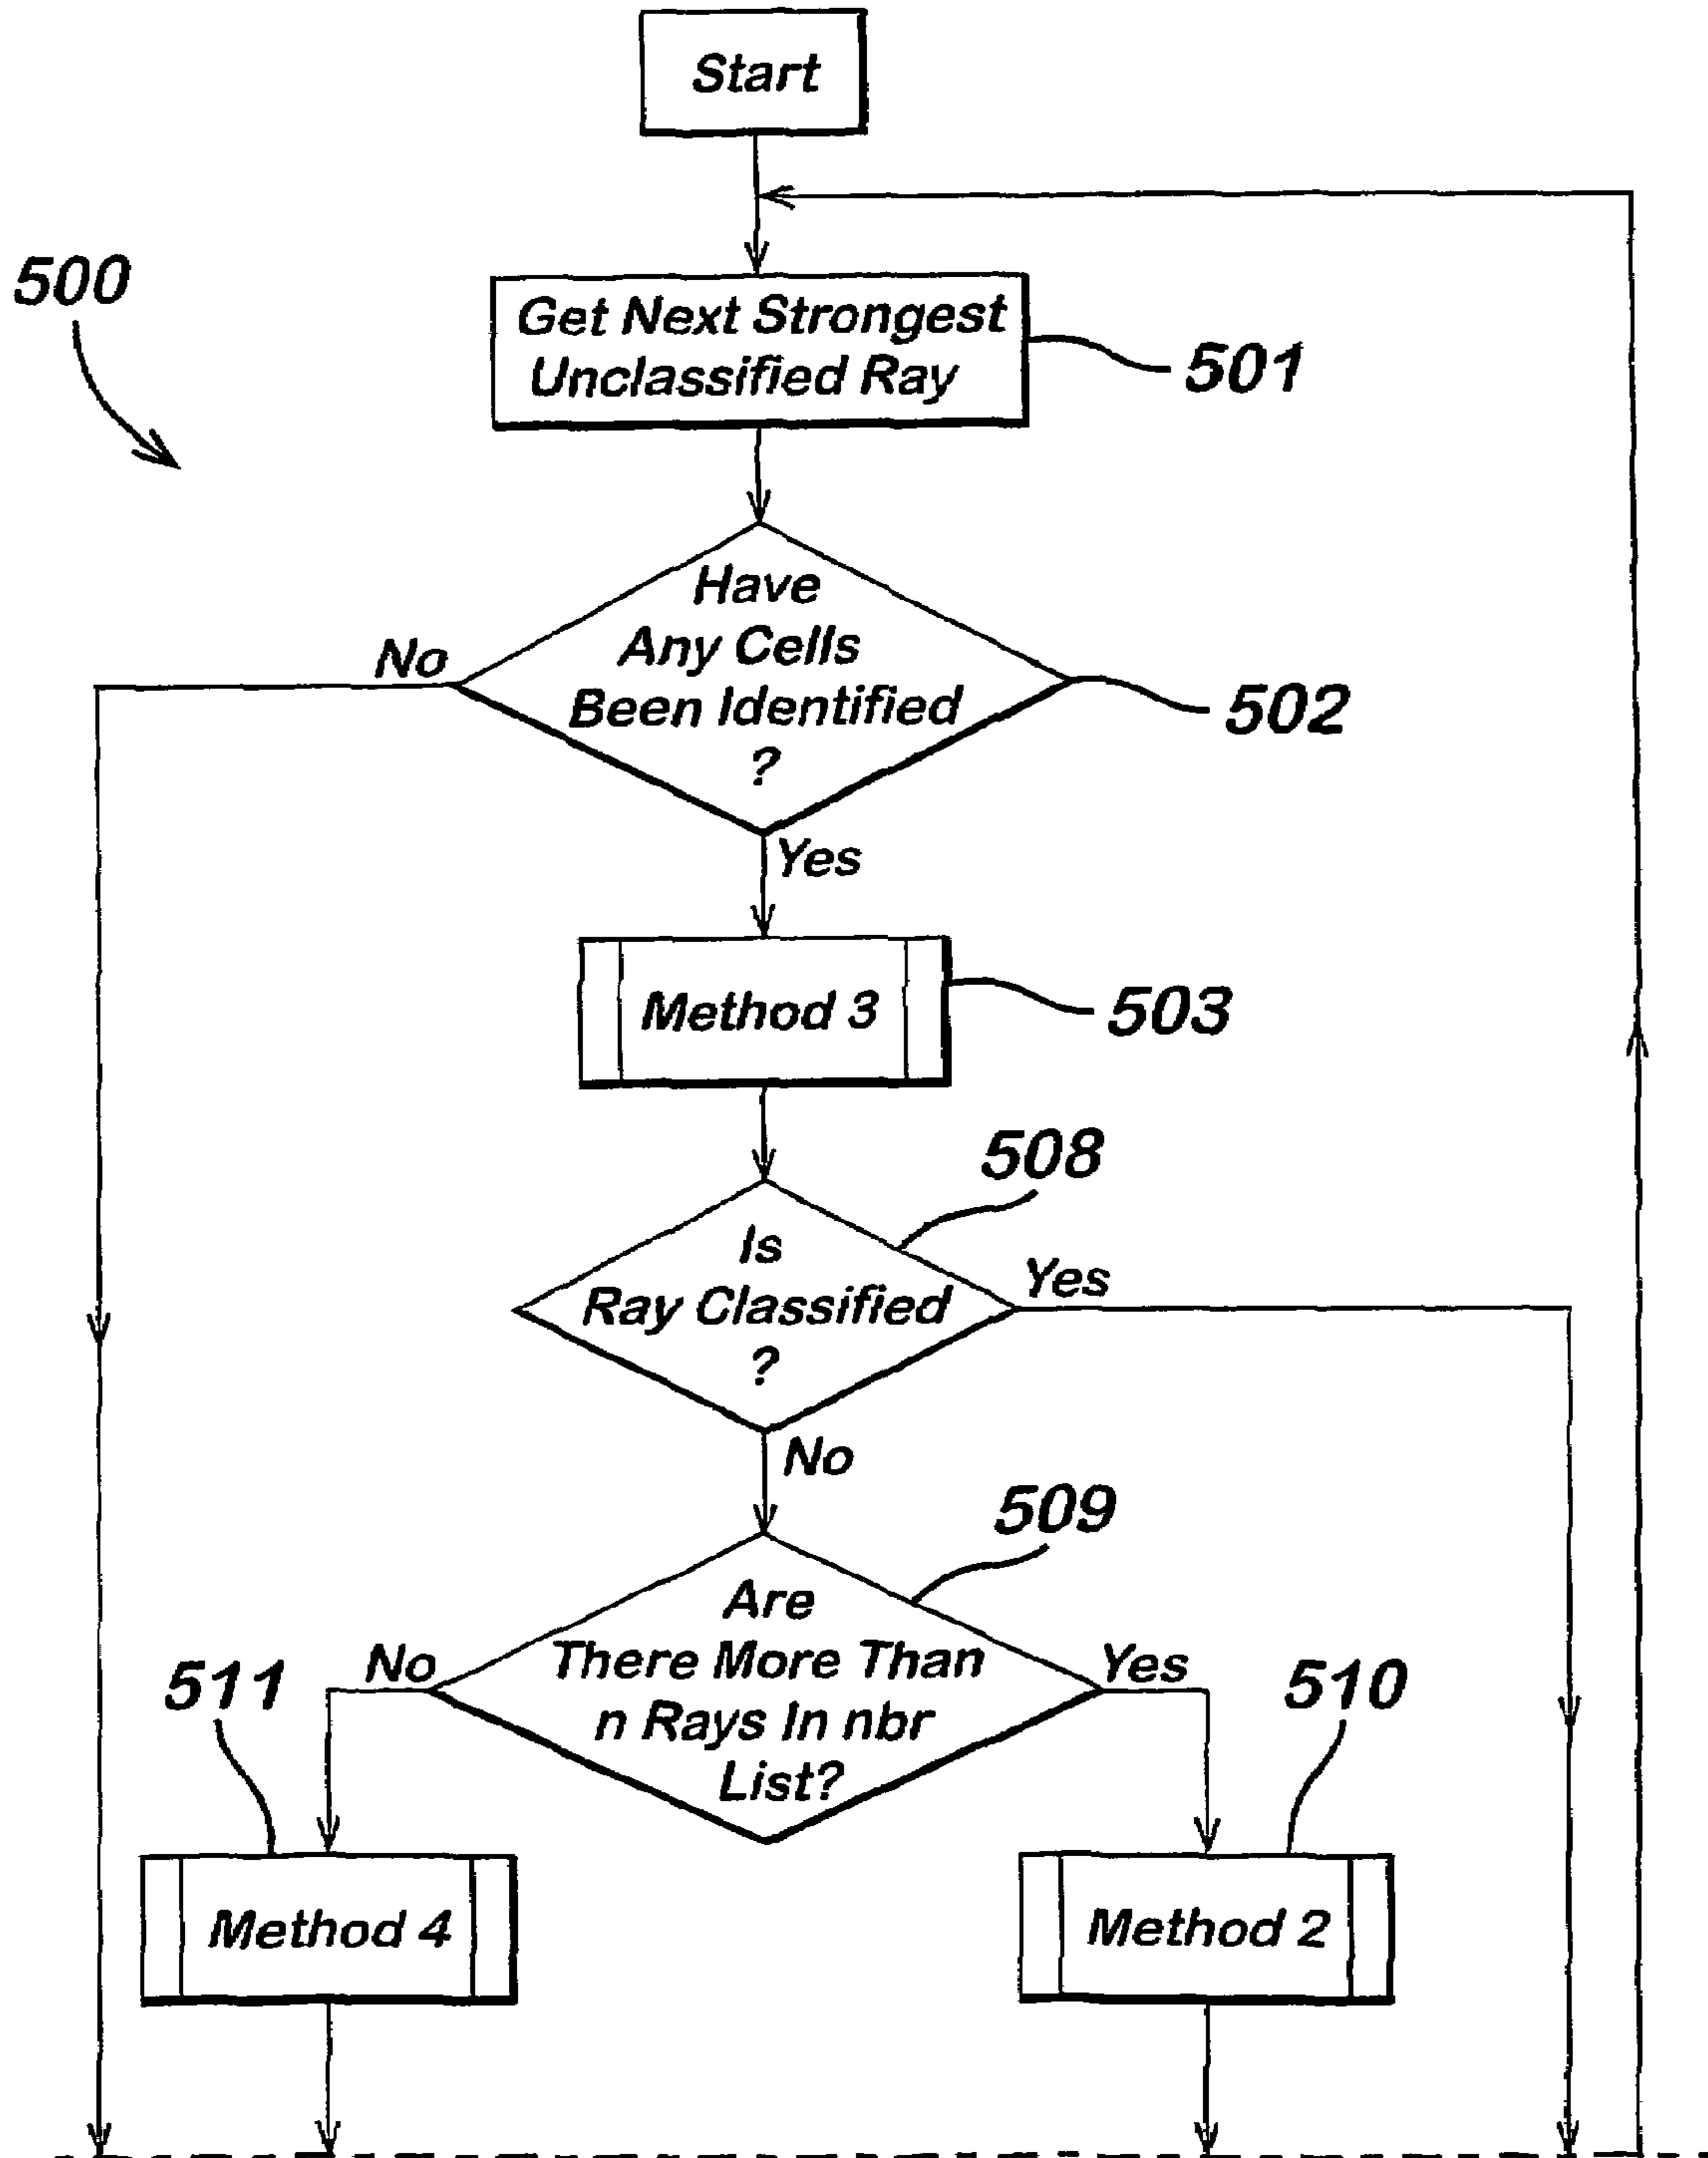 Start
500
Get Next Strongest
Unclassified Ray
501
Have
Any Cells
Been Identified
?
No
502
Yes
Method 3
503
508
Is
Ray Classified
?
Yes
No
509
Are
There More Than
n Rays In nbr
List?
No
Yes
511
510
Method 4
Method 2